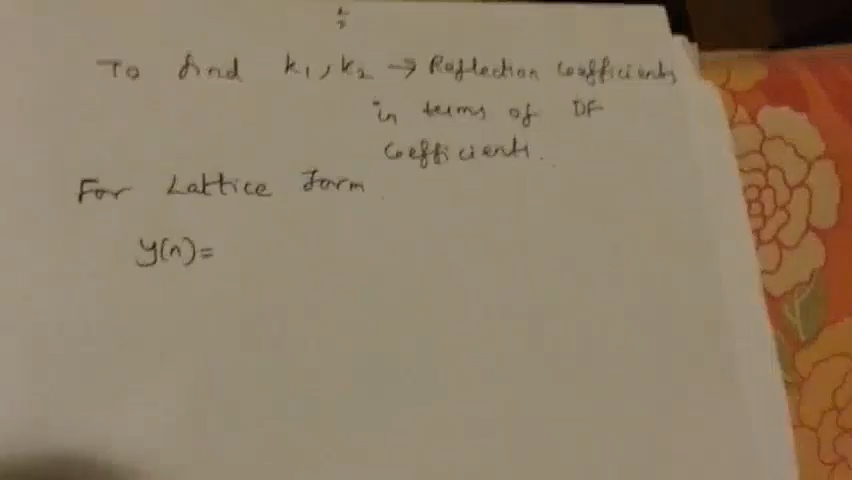 To find k1, k2 → Reflection coefficients
in terms of DF
coefficients.
For Lattice Form
y(n)=